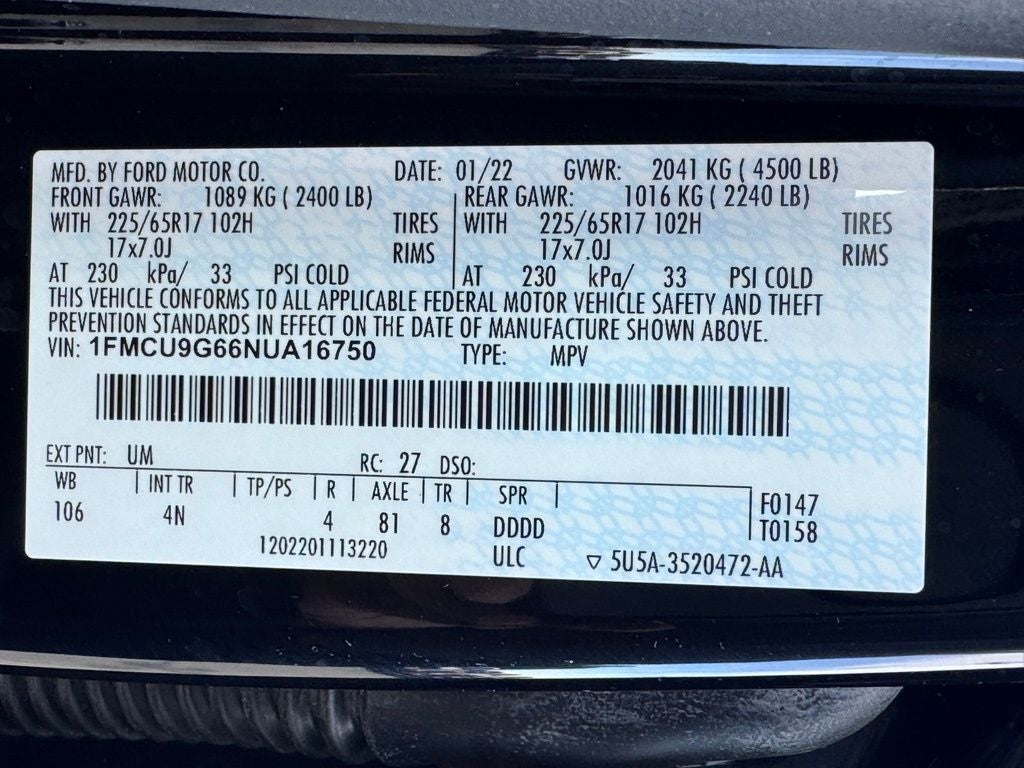 MFD. BY FORD MOTOR CO. DATE: 01/22 GVWR: 2041 KG ( 4500 LB)
FRONT GAWR: 1089 KG ( 2400 LB) REAR GAWR: 1016 KG ( 2240 LB)
WITH 225/65R17 102H TIRES WITH 225/65R17 102H TIRES
17x7.0J RIMS 17x7.0J RIMS
AT 230 kPa/ 33 PSI COLD AT 230 kPa/ 33 PSI COLD
THIS VEHICLE CONFORMS TO ALL APPLICABLE FEDERAL MOTOR VEHICLE SAFETY AND THEFT
PREVENTION STANDARDS IN EFFECT ON THE DATE OF MANUFACTURE SHOWN ABOVE.
VIN: 1FMCU9G66NUA16750 TYPE: MPV
EXT PNT: UM RC: 27 DSO:
WB INT TR TP/PS R AXLE TR SPR F0147
106 4N 4 81 8 DDDD T0158
1202201113220 ULC ▽ 5U5A-3520472-AA